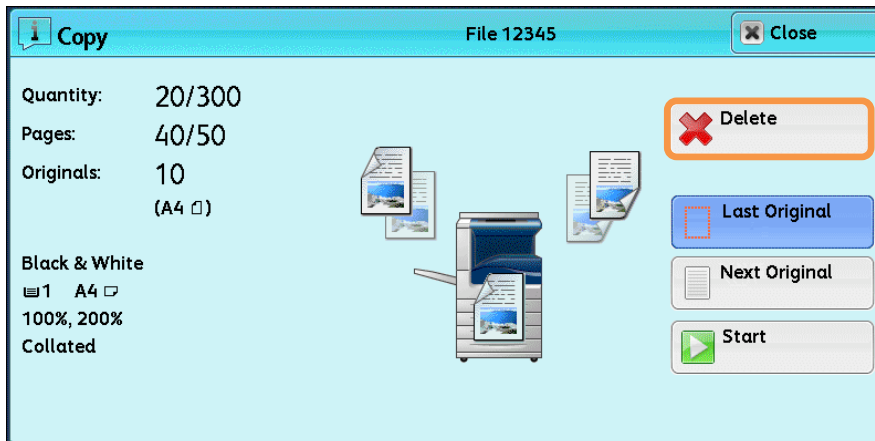 Copy
File 12345
Close
Quantity: 20/300
Pages: 40/50
Originals: 10
(A4)
Black & White
1 A4
100%, 200%
Collated
Delete
Last Original
Next Original
Start